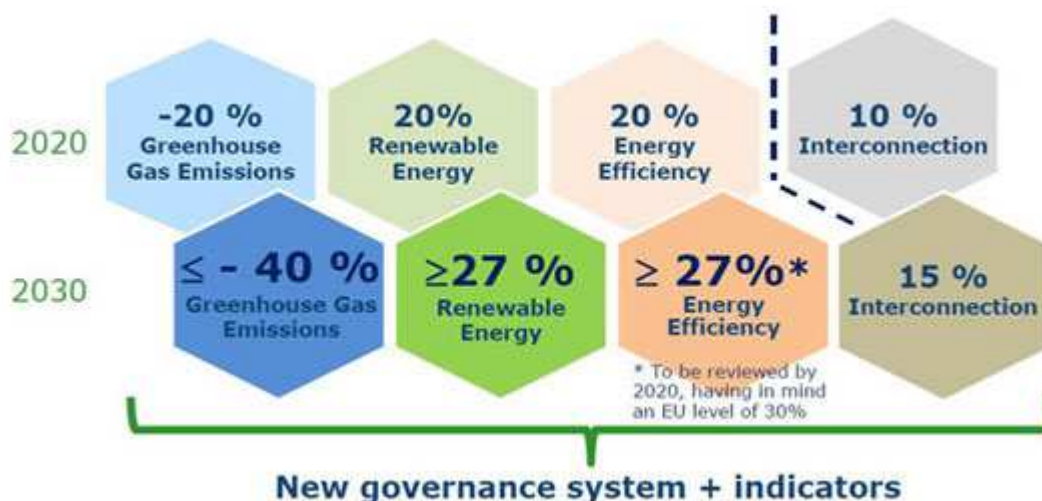 2020
-20 %
Greenhouse
Gas Emissions
20%
Renewable
Energy
20 %
Energy
Efficiency
10 %
Interconnection
2030
≤ - 40 %
Greenhouse Gas
Emissions
≥27 %
Renewable
Energy
≥ 27%*
Energy
Efficiency
15 %
Interconnection
* To be reviewed by
2020, having in mind
an EU level of 30%
New governance system + indicators